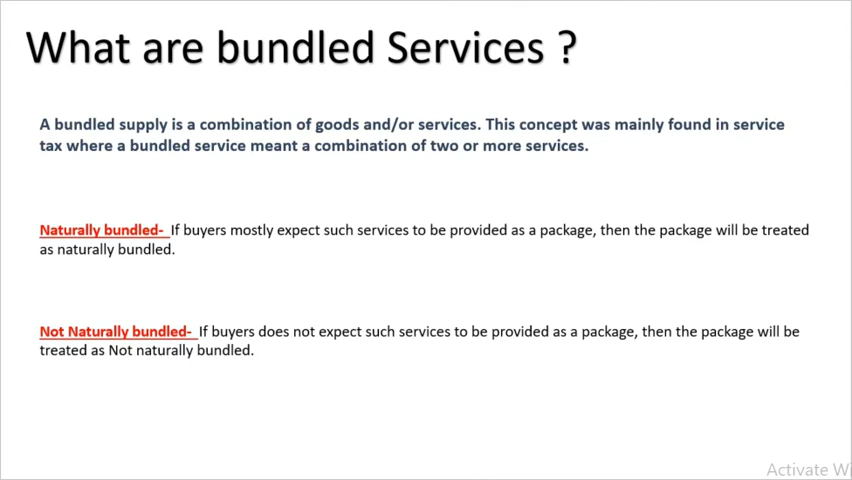 What are bundled Services ?
A bundled supply is a combination of goods and/or services. This concept was mainly found in service
tax where a bundled service meant a combination of two or more services.
Naturally bundled- If buyers mostly expect such services to be provided as a package, then the package will be treated
as naturally bundled.
Not Naturally bundled- If buyers does not expect such services to be provided as a package, then the package will be
treated as Not naturally bundled.
Activate Wi